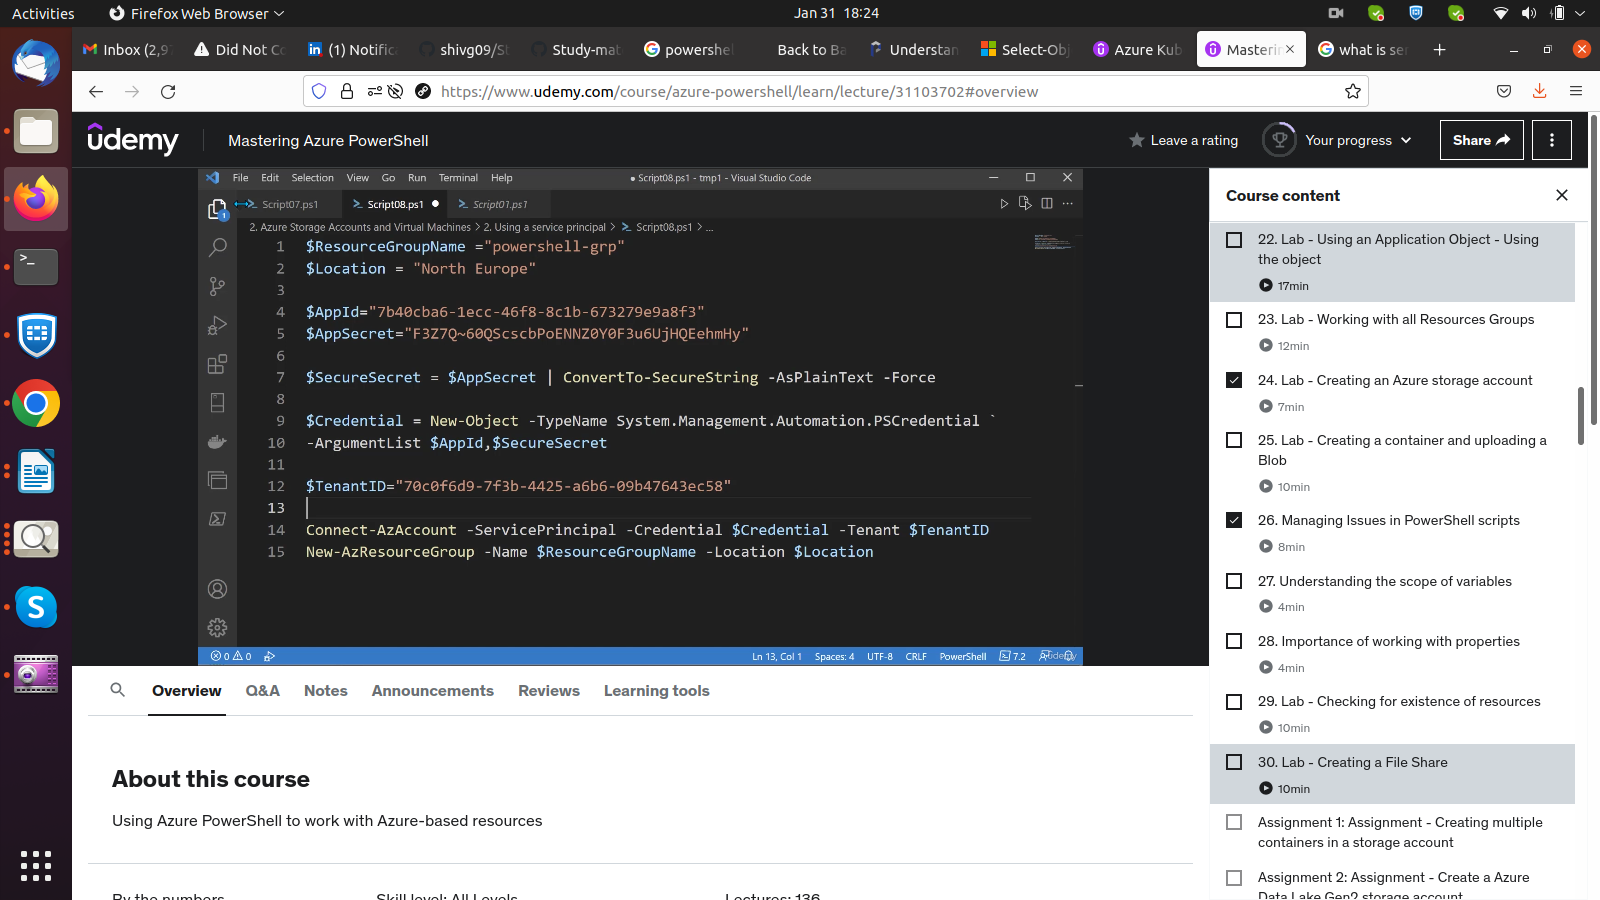 Activities
Firefox Web Browser
Jan 31 18:24
Inbox (2,97
Did Not Co
(1) Notifica
shivg09/St
Study-mat
powershel
Back to Ba
Understan
Select-Obj
Azure Kub
Masterin
what is ser
https://www.udemy.com/course/azure-powershell/learn/lecture/31103702#overview
udemy
Mastering Azure PowerShell
Leave a rating
Your progress
Share
File Edit Selection View Go Run Terminal Help
● Script08.ps1 - tmp1 - Visual Studio Code
1
Script07.ps1
Script08.ps1 ●
Script01.ps1
2. Azure Storage Accounts and Virtual Machines > 2. Using a service principal > Script08.ps1 > ...
1 $ResourceGroupName ="powershell-grp"
2 $Location = "North Europe"
3
4 $AppId="7b40cba6-1ecc-46f8-8c1b-673279e9a8f3"
5 $AppSecret="F3Z7Q~60QScscbPoENNZ0Y0F3u6UjHQEehmHy"
6
7 $SecureSecret = $AppSecret | ConvertTo-SecureString -AsPlainText -Force
8
9 $Credential = New-Object -TypeName System.Management.Automation.PSCredential `
10 -ArgumentList $AppId,$SecureSecret
11
12 $TenantID="70c0f6d9-7f3b-4425-a6b6-09b47643ec58"
13
14 Connect-AzAccount -ServicePrincipal -Credential $Credential -Tenant $TenantID
15 New-AzResourceGroup -Name $ResourceGroupName -Location $Location
0 0
Ln 13, Col 1 Spaces: 4 UTF-8 CRLF PowerShell 7.2
udemy
Course content
22. Lab - Using an Application Object - Using
the object
17min
23. Lab - Working with all Resources Groups
12min
24. Lab - Creating an Azure storage account
7min
25. Lab - Creating a container and uploading a
Blob
10min
26. Managing Issues in PowerShell scripts
8min
27. Understanding the scope of variables
4min
28. Importance of working with properties
4min
29. Lab - Checking for existence of resources
10min
30. Lab - Creating a File Share
10min
Assignment 1: Assignment - Creating multiple
containers in a storage account
Assignment 2: Assignment - Create a Azure
Data Lake Gen2 storage account
Overview
Q&A
Notes
Announcements
Reviews
Learning tools
About this course
Using Azure PowerShell to work with Azure-based resources
By the numbers
Skill level: All Levels
Lectures: 136